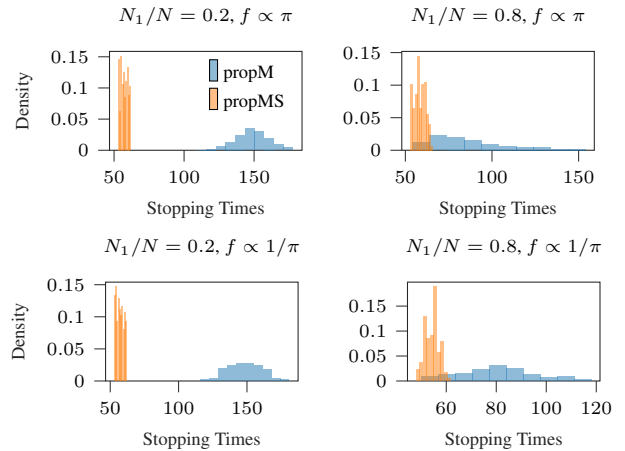 N₁/N = 0.2, f ∝ π
N₁/N = 0.8, f ∝ π
0.15
0.1
0.05
0
Density
propM
propMS
50 100 150
Stopping Times
0.15
0.1
0.05
0
50 100 150
Stopping Times
N₁/N = 0.2, f ∝ 1/π
N₁/N = 0.8, f ∝ 1/π
0.15
0.1
0.05
0
Density
50 100 150
Stopping Times
0.15
0.1
0.05
0
60 80 100 120
Stopping Times